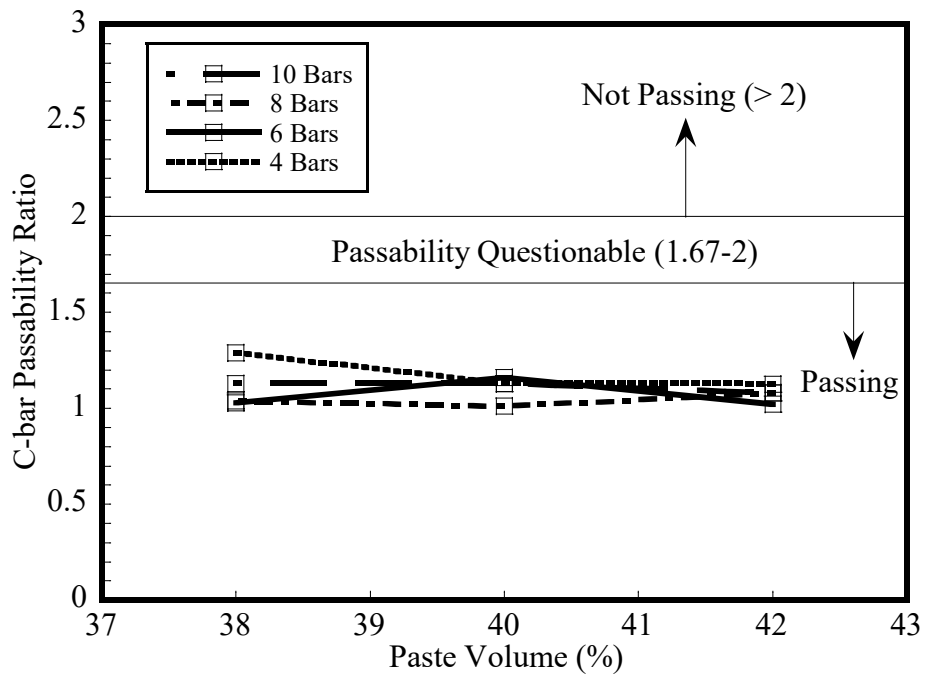 3
10 Bars
8 Bars
6 Bars
4 Bars
Not Passing (> 2)
2.5
2
Passability Questionable (1.67-2)
1.5
Passing
1
0.5
0
C-bar Passability Ratio
37 38 39 40 41 42 43
Paste Volume (%)